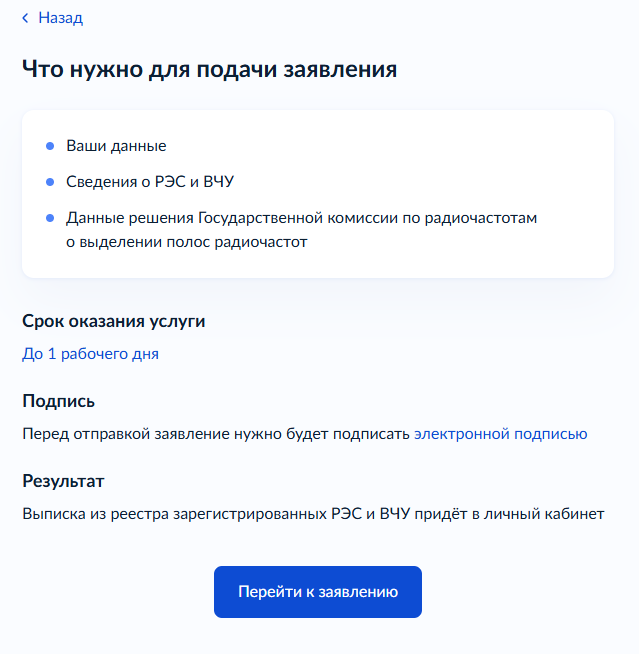 Назад
Что нужно для подачи заявления
Ваши данные
Сведения о РЭС и ВЧУ
Данные решения Государственной комиссии по радиочастотам
о выделении полос радиочастот
Срок оказания услуги
До 1 рабочего дня
Подпись
Перед отправкой заявление нужно будет подписать электронной подписью
Результат
Выписка из реестра зарегистрированных РЭС и ВЧУ придёт в личный кабинет
Перейти к заявлению